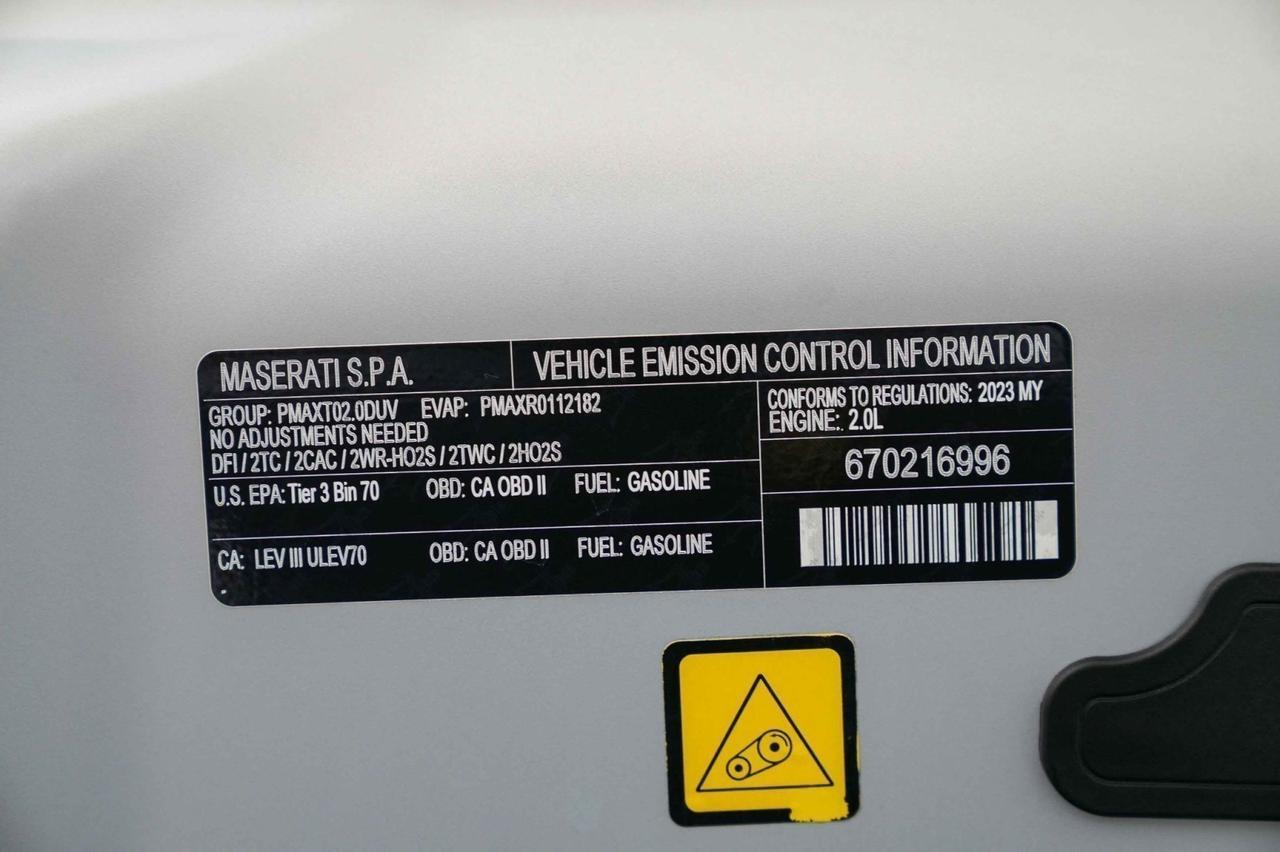 MASERATI S.P.A.
VEHICLE EMISSION CONTROL INFORMATION
GROUP: PMAXT02.0DUV EVAP: PMAXR0112182
NO ADJUSTMENTS NEEDED
DFI / 2TC / 2CAC / 2WR-HO2S / 2TWC / 2HO2S
CONFORMS TO REGULATIONS: 2023 MY
ENGINE: 2.0L
670216996
U.S. EPA: Tier 3 Bin 70 OBD: CA OBD II FUEL: GASOLINE
CA: LEV III ULEV70 OBD: CA OBD II FUEL: GASOLINE